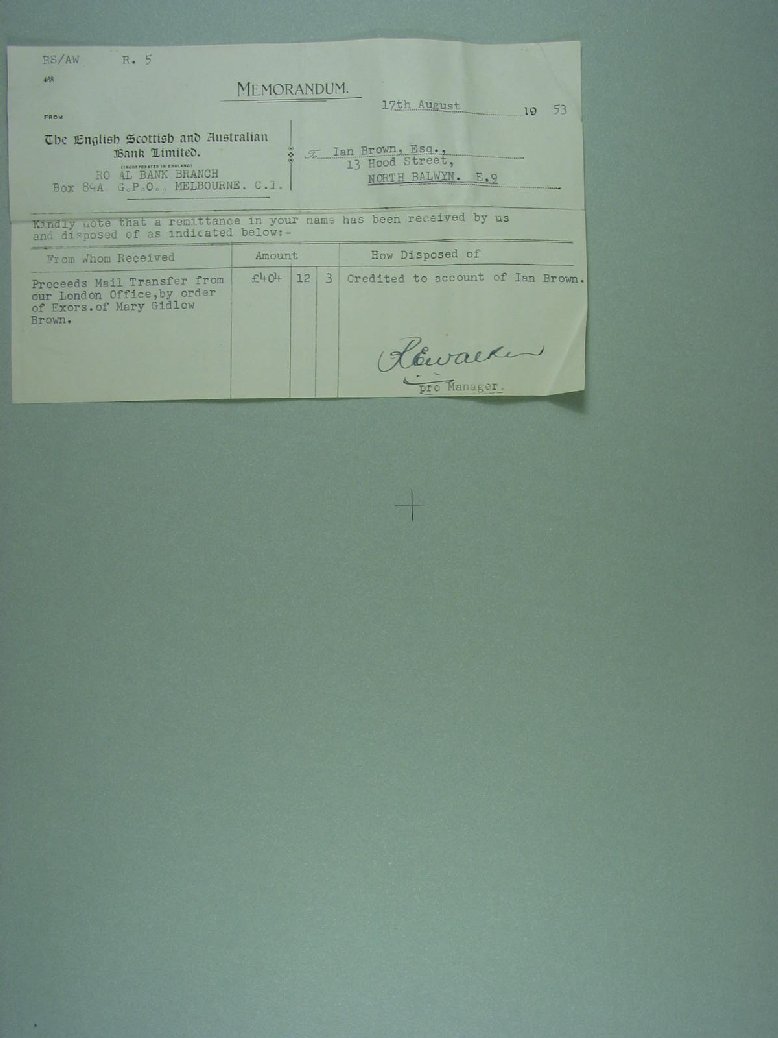 RS/AW R. 5
MEMORANDUM.
17th August 19 53
FROM
The English Scottish and Australian
Bank Limited.
(INCORPORATED IN ENGLAND)
RO AL BANK BRANCH
Box 84A G.P.O. MELBOURNE. C.1.
To Ian Brown, Esq.,
13 Hood Street,
NORTH BALWYN. E.9
Kindly note that a remittance in your name has been received by us
and disposed of as indicated below:-
From Whom Received Amount How Disposed of
Proceeds Mail Transfer from £404 12 3 Credited to account of Ian Brown.
our London Office,by order
of Exors.of Mary Gidlow
Brown.
pro Manager.